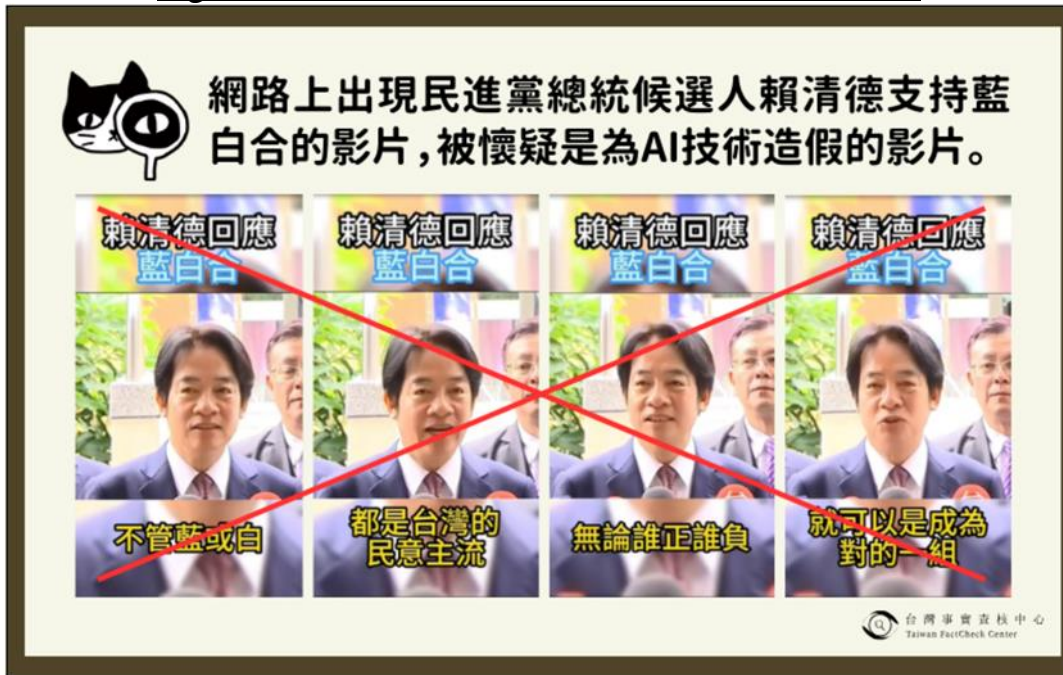 網路上出現民進黨總統候選人賴清德支持藍
白合的影片，被懷疑是為AI技術造假的影片。
賴清德回應
藍白合
不管藍或白
賴清德回應
藍白合
都是台灣的
民意主流
賴清德回應
藍白合
無論誰正誰負
賴清德回應
藍白合
就可以是成為
對的一組
台灣事實查核中心
Taiwan FactCheck Center